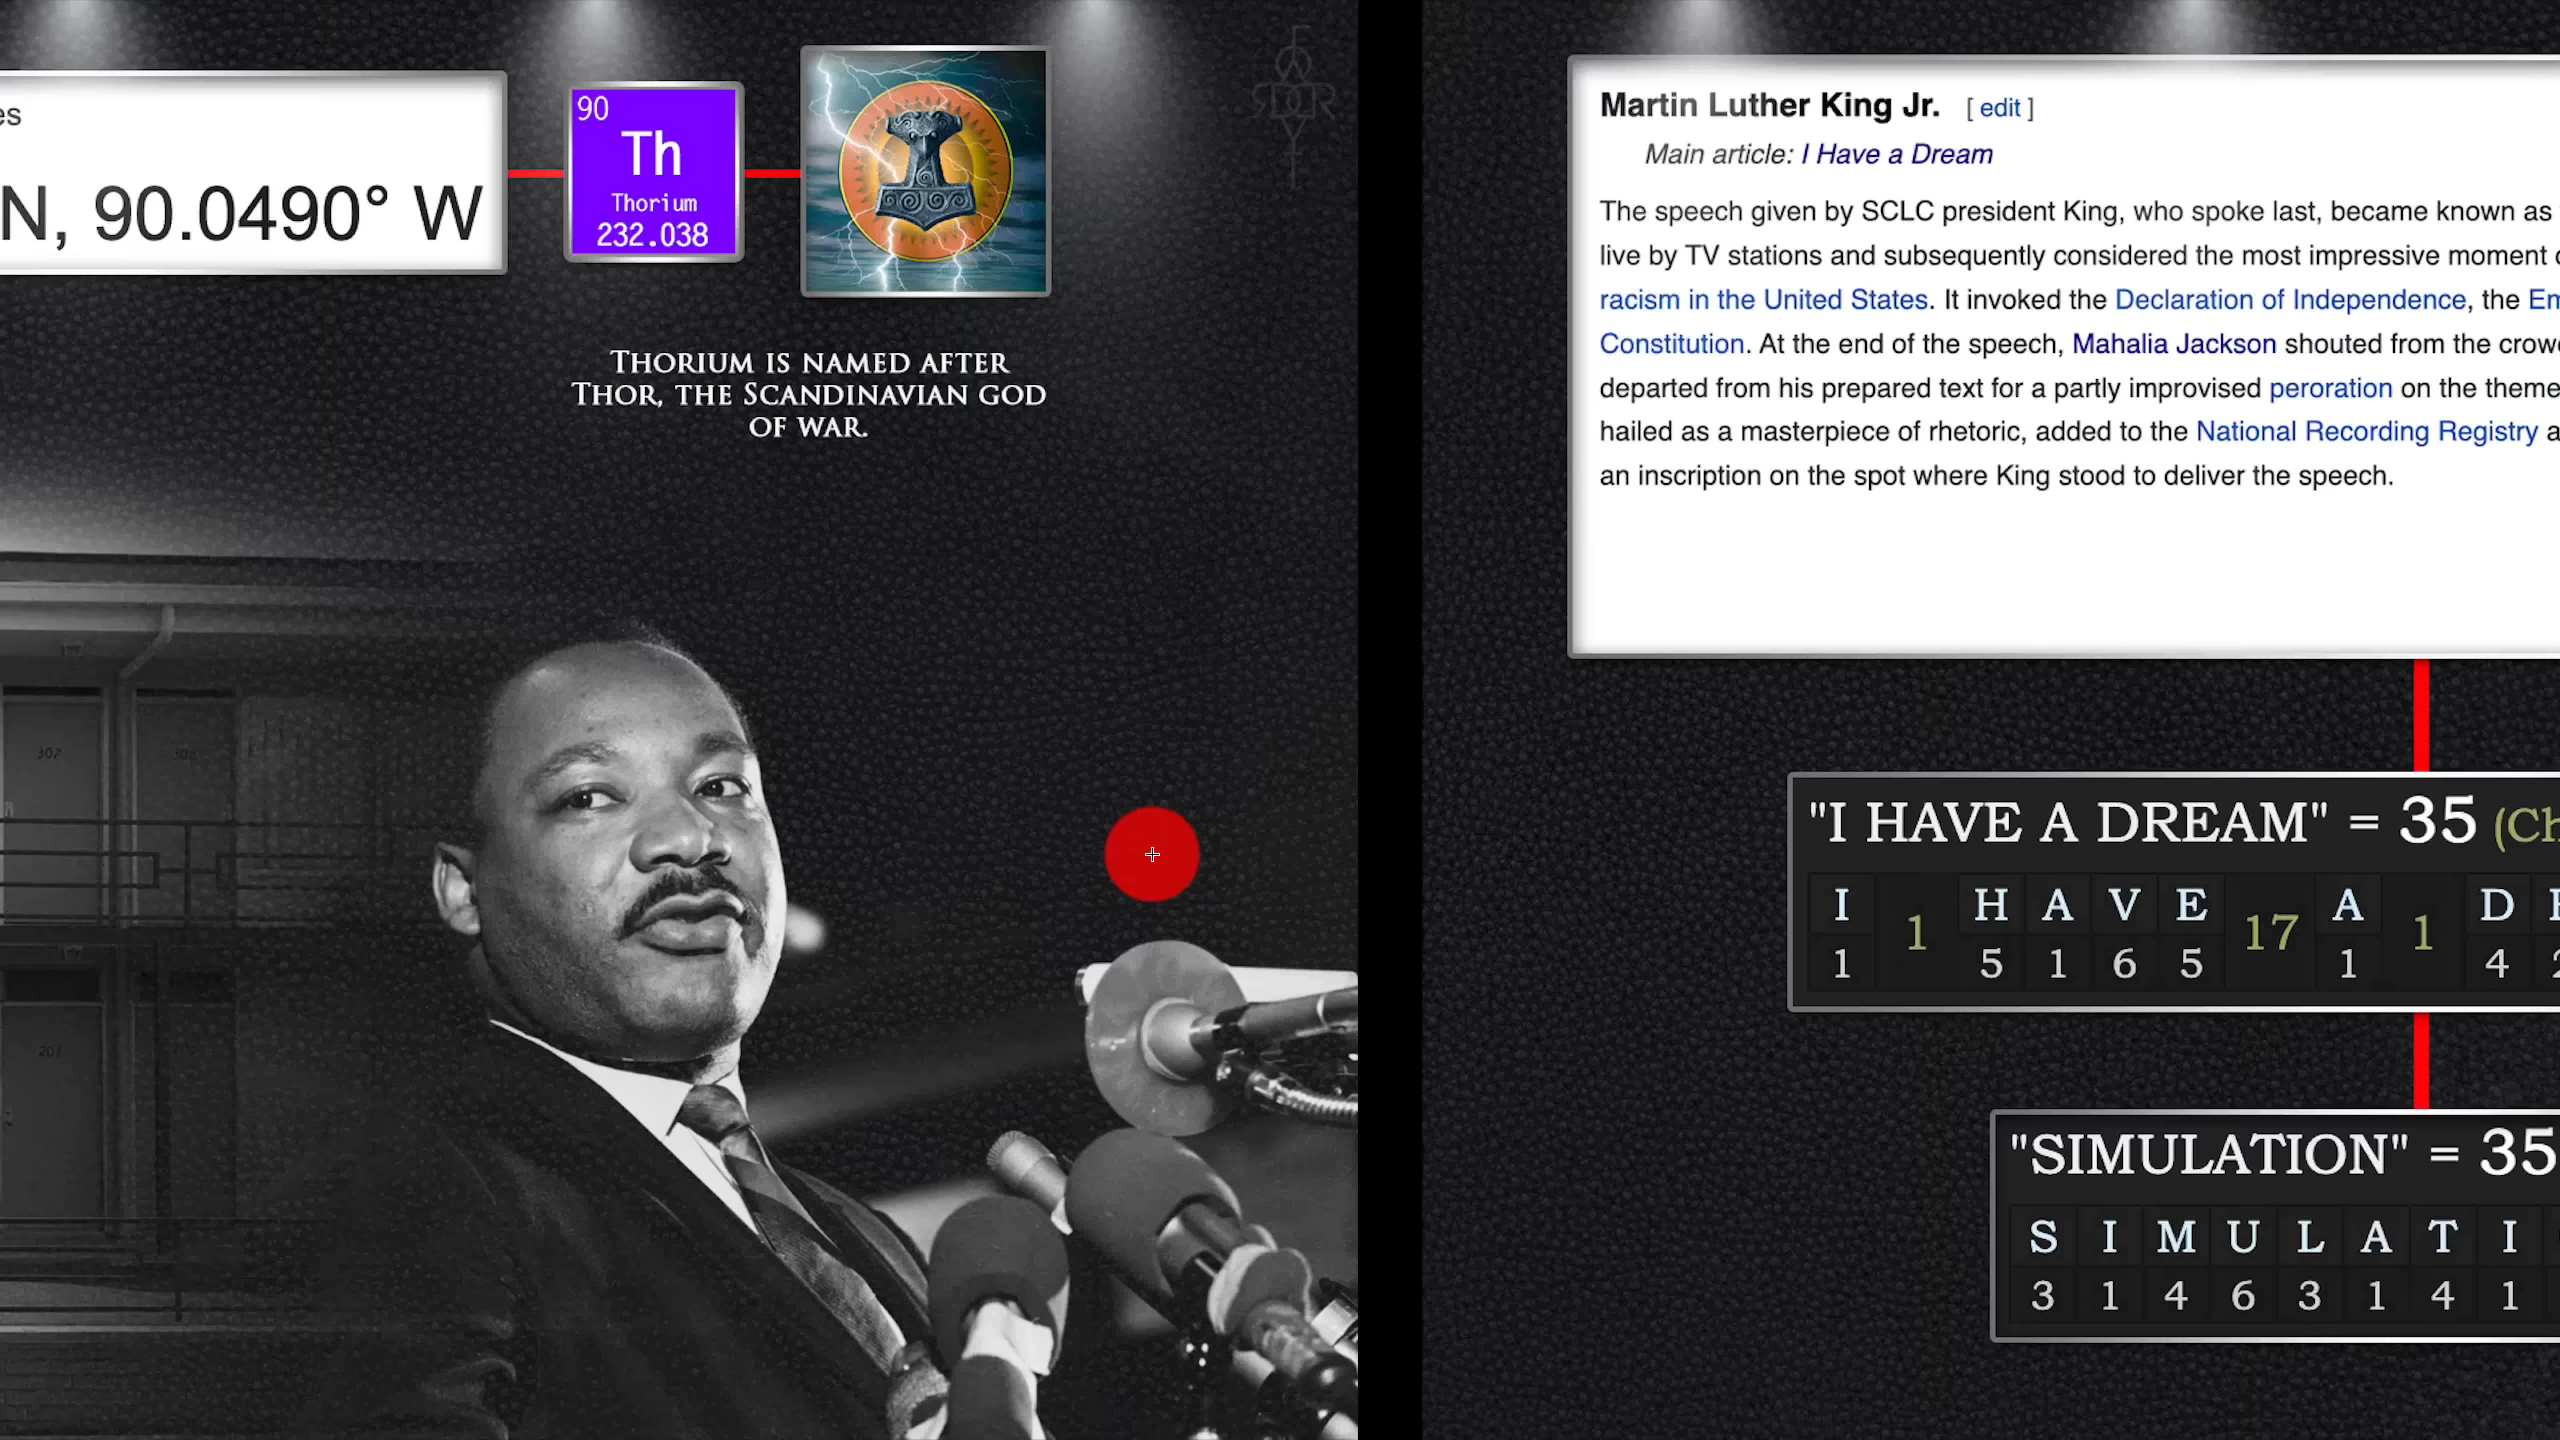 es
N, 90.0490° W
90
Th
Thorium
232.038
Thorium is named after
Thor, the Scandinavian god
of war.
307
201
Martin Luther King Jr. [ edit ]
Main article: I Have a Dream
The speech given by SCLC president King, who spoke last, became known as
live by TV stations and subsequently considered the most impressive moment
racism in the United States. It invoked the Declaration of Independence, the Em
Constitution. At the end of the speech, Mahalia Jackson shouted from the crow
departed from his prepared text for a partly improvised peroration on the theme
hailed as a masterpiece of rhetoric, added to the National Recording Registry a
an inscription on the spot where King stood to deliver the speech.
"I HAVE A DREAM" = 35 (Ch
I 1 H A V E 17 A 1 D
1 5 1 6 5 1 4 2
"SIMULATION" = 35
S I M U L A T I
3 1 4 6 3 1 4 1